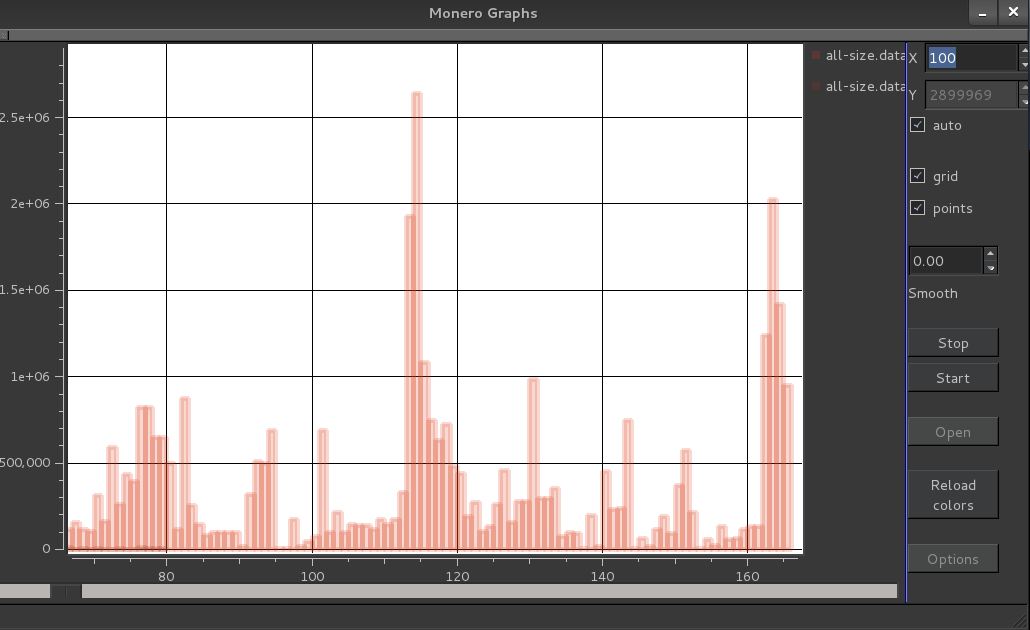 Monero Graphs
all-size.data
all-size.data
X 100
Y 2899969
auto
grid
points
0.00
Smooth
Stop
Start
Open
Reload
colors
Options
2.5e+06
2e+06
1.5e+06
1e+06
500,000
0
80 100 120 140 160